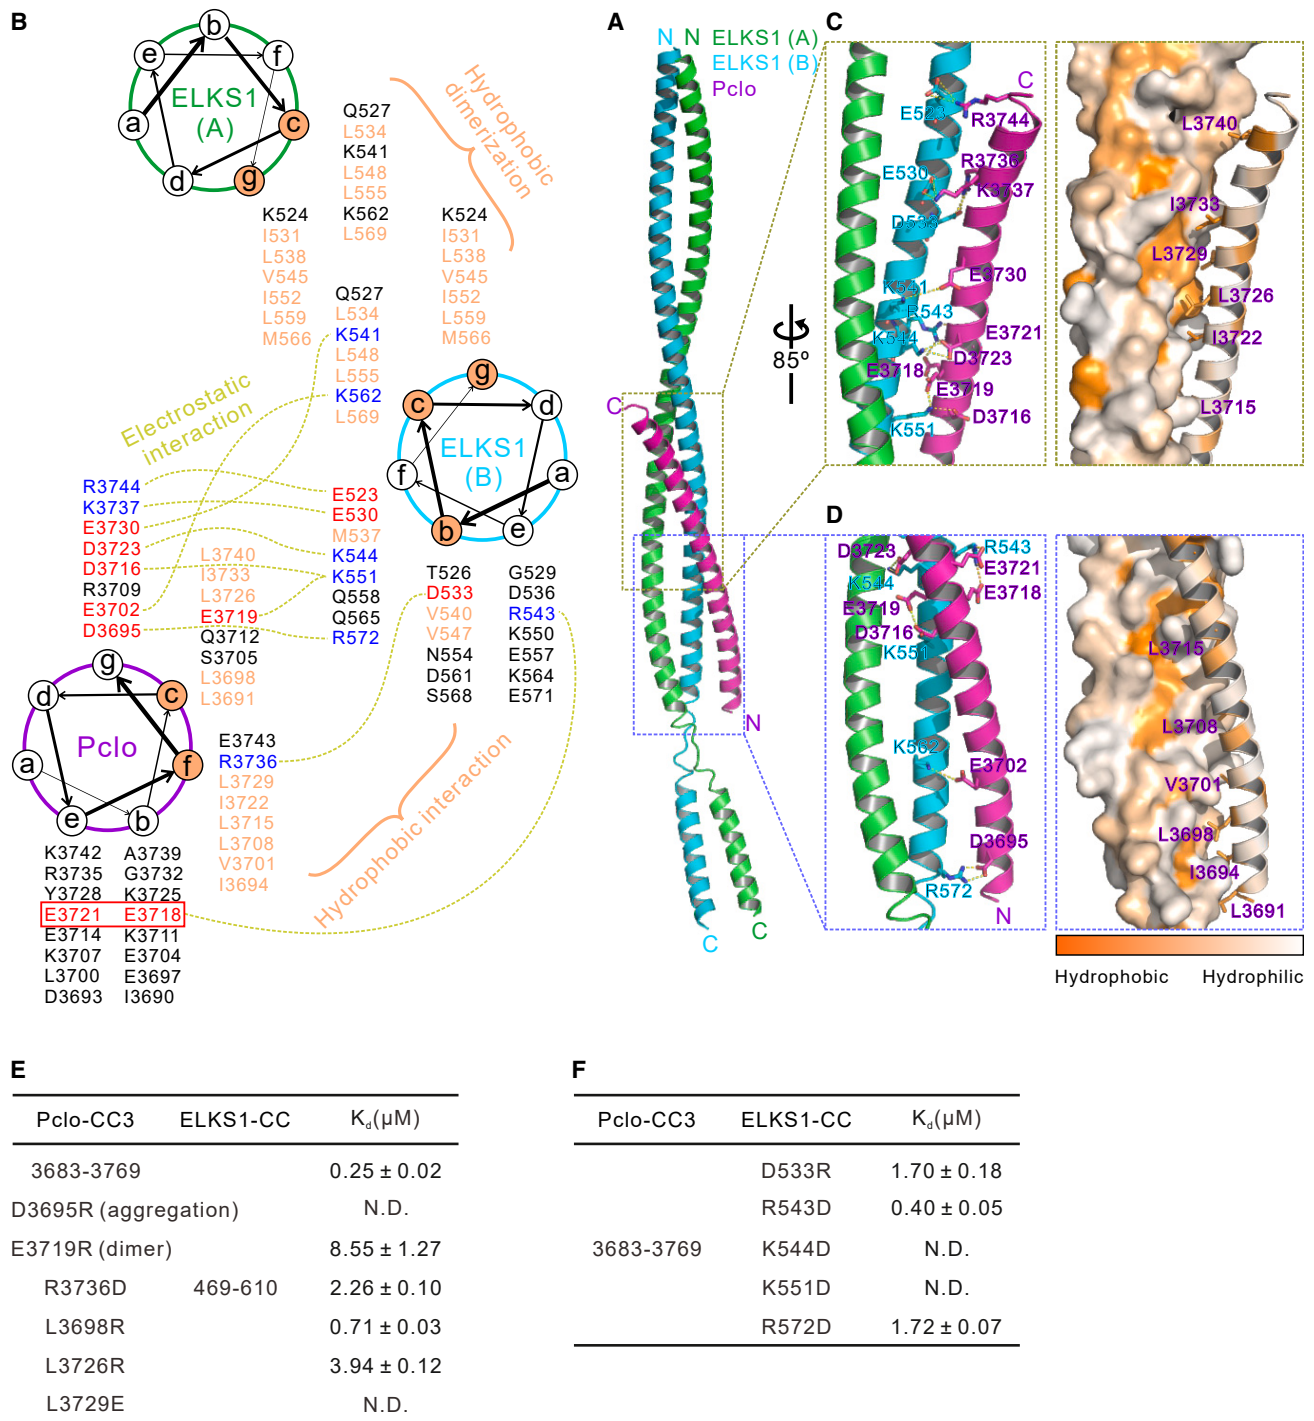 B
b
e
f
ELKS1
(A)
a
c
d
g
Hydrophobic
dimerization
Q527
L534
K541
L548
L555
K562
L569
K524
I531
L538
V545
I552
L559
M566
K524
I531
L538
V545
I552
L559
M566
Q527
L534
K541
L548
L555
K562
L569
g
c
d
ELKS1
(B)
f
a
b
e
Electrostatic
interaction
R3744
K3737
E3730
D3723
D3716
R3709
E3702
D3695
L3740
I3733
L3726
E3719
Q3712
S3705
L3698
L3691
E523
E530
M537
K544
K551
Q558
Q565
R572
T526
D533
V540
V547
N554
D561
S568
G529
D536
R543
K550
E557
K564
E571
g
d
c
Pclo
a
f
e
b
E3743
R3736
L3729
I3722
L3715
L3708
V3701
I3694
Hydrophobic interaction
K3742 A3739
R3735 G3732
Y3728 K3725
E3721 E3718
E3714 K3711
K3707 E3704
L3700 E3697
D3693 I3690
A
N N
ELKS1 (A)
ELKS1 (B)
Pclo
C
N
C
C
85º
C
C
E523
R3744
R3736
E530
K3737
D533
E3730
K541
R543
E3721
K544
D3723
E3718
E3719
D3716
K551
L3740
I3733
L3729
L3726
I3722
L3715
D
D3723
R543
E3721
K544
E3718
E3719
D3716
K551
K562
E3702
D3695
R572
N
L3715
L3708
V3701
L3698
I3694
L3691
Hydrophobic Hydrophilic
E
Pclo-CC3 ELKS1-CC Kd(µM)
3683-3769 0.25 ± 0.02
D3695R (aggregation) N.D.
E3719R (dimer) 8.55 ± 1.27
R3736D 469-610 2.26 ± 0.10
L3698R 0.71 ± 0.03
L3726R 3.94 ± 0.12
L3729E N.D.
F
Pclo-CC3 ELKS1-CC Kd(µM)
D533R 1.70 ± 0.18
R543D 0.40 ± 0.05
3683-3769 K544D N.D.
K551D N.D.
R572D 1.72 ± 0.07